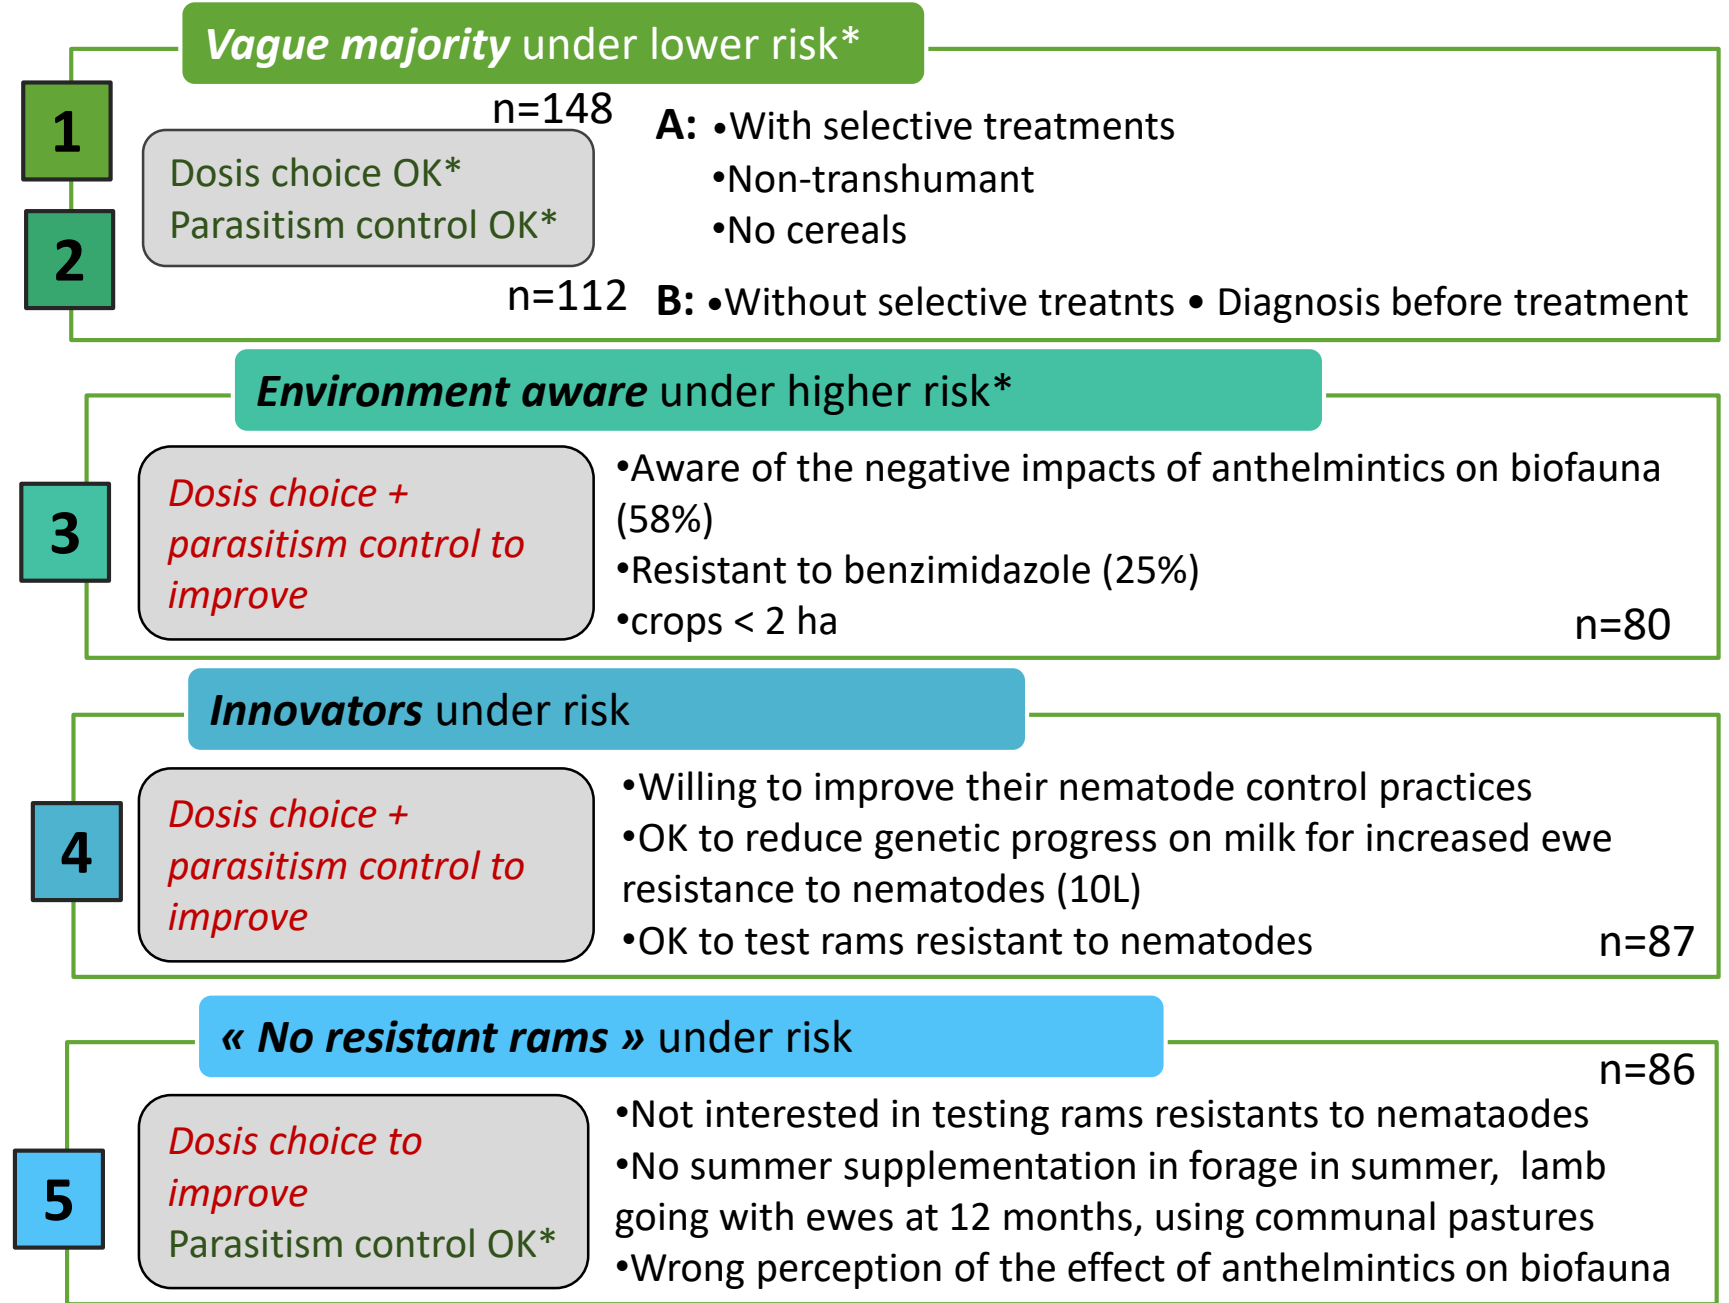 Vague majority under lower risk*
1
n=148
Dosis choice OK*
Parasitism control OK*
2
n=112
A: •With selective treatments
•Non-transhumant
•No cereals
B: •Without selective treatnts • Diagnosis before treatment
Environment aware under higher risk*
3
Dosis choice +
parasitism control to
improve
•Aware of the negative impacts of anthelmintics on biofauna
(58%)
•Resistant to benzimidazole (25%)
•crops < 2 ha
n=80
Innovators under risk
4
Dosis choice +
parasitism control to
improve
•Willing to improve their nematode control practices
•OK to reduce genetic progress on milk for increased ewe
resistance to nematodes (10L)
•OK to test rams resistant to nematodes
n=87
« No resistant rams » under risk
n=86
5
Dosis choice to
improve
Parasitism control OK*
•Not interested in testing rams resistants to nemataodes
•No summer supplementation in forage in summer, lamb
going with ewes at 12 months, using communal pastures
•Wrong perception of the effect of anthelmintics on biofauna